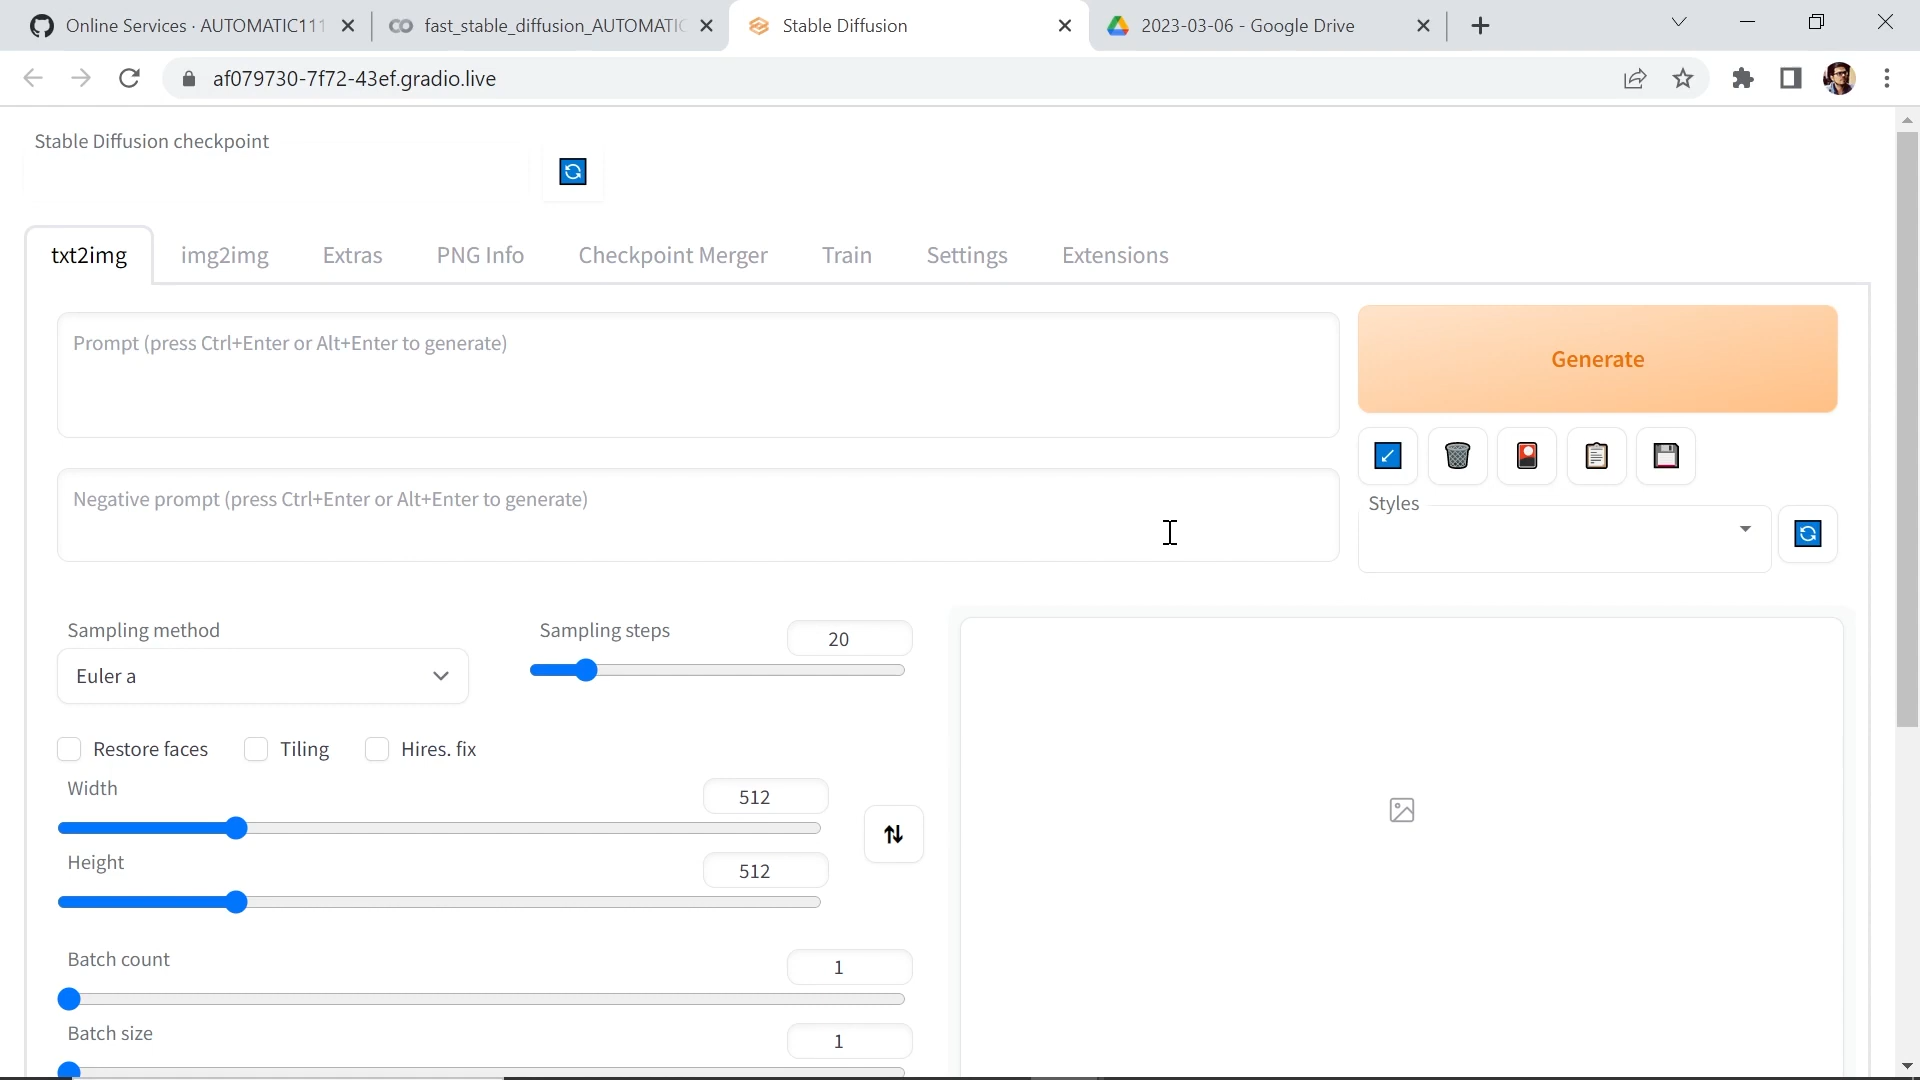 Online Services · AUTOMATIC111
fast_stable_diffusion_AUTOMATIC
Stable Diffusion
2023-03-06 - Google Drive
af079730-7f72-43ef.gradio.live
Stable Diffusion checkpoint
txt2img
img2img
Extras
PNG Info
Checkpoint Merger
Train
Settings
Extensions
Prompt (press Ctrl+Enter or Alt+Enter to generate)
Generate
Negative prompt (press Ctrl+Enter or Alt+Enter to generate)
Styles
Sampling method
Sampling steps
20
Euler a
Restore faces
Tiling
Hires. fix
Width
512
Height
512
Batch count
1
Batch size
1